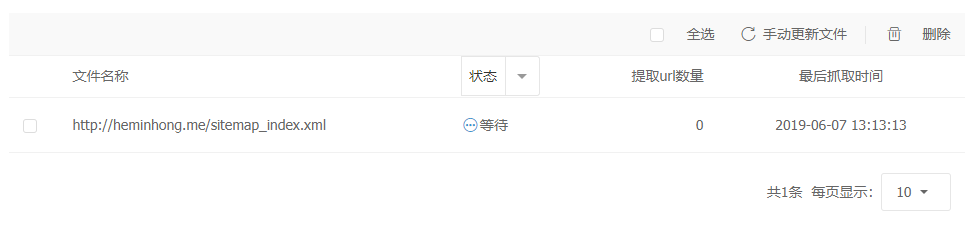 全选 手动更新文件 删除
文件名称 状态 提取url数量 最后抓取时间
http://heminhong.me/sitemap_index.xml 等待 0 2019-06-07 13:13:13
共1条 每页显示: 10